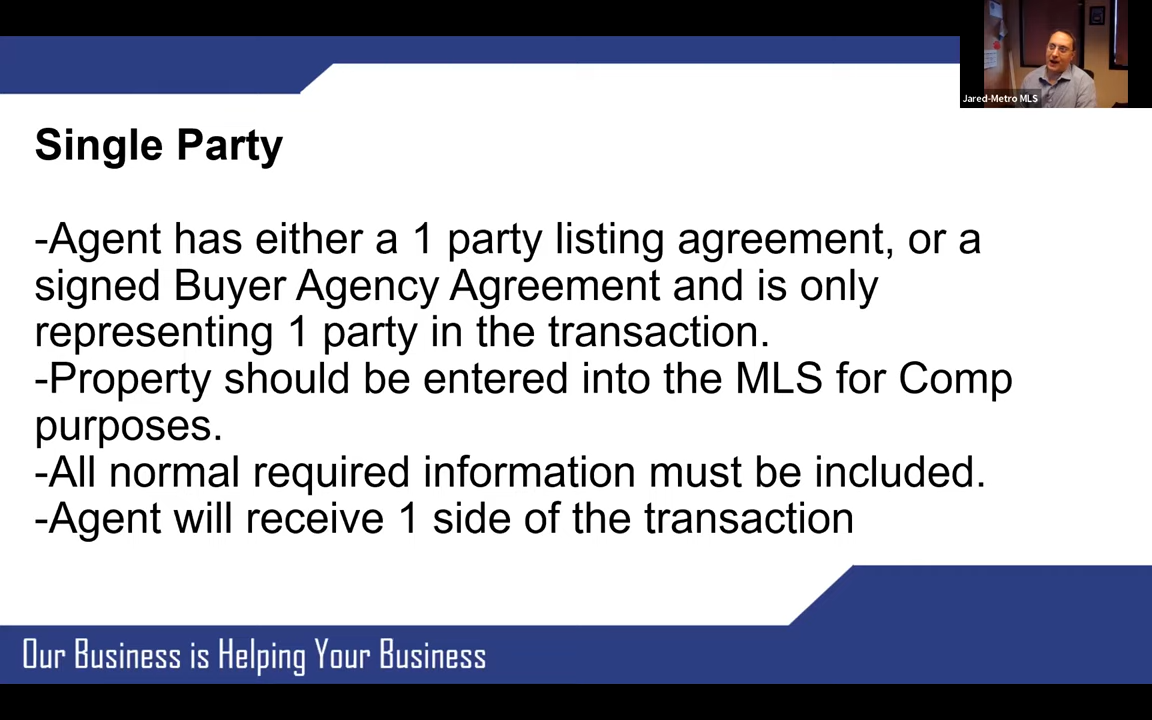 Jared-Metro MLS
Single Party
-Agent has either a 1 party listing agreement, or a
signed Buyer Agency Agreement and is only
representing 1 party in the transaction.
-Property should be entered into the MLS for Comp
purposes.
-All normal required information must be included.
-Agent will receive 1 side of the transaction
Our Business is Helping Your Business